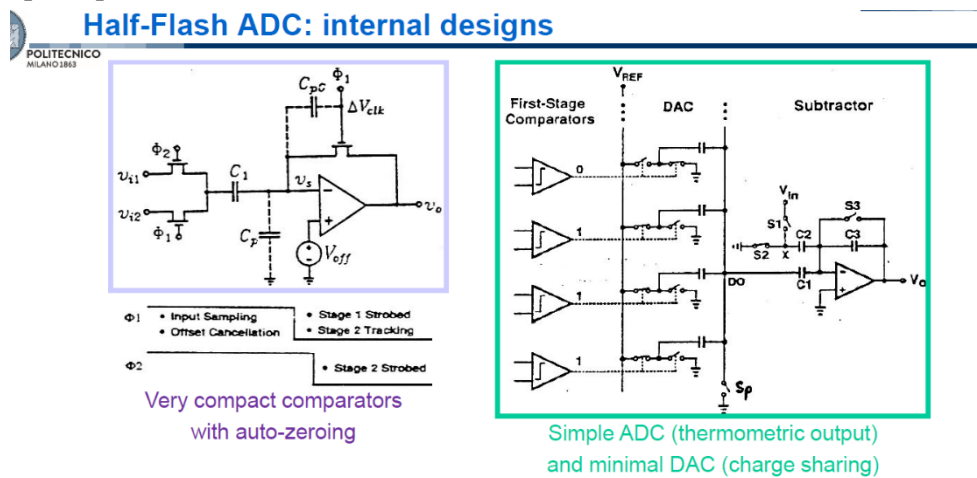 Half-Flash ADC: internal designs
POLITECNICO
MILANO 1863
Φ1
CpC
ΔVclk
Φ2
vi1
C1
vs
vi2
Φ1
Cp
Voff
vo
Φ1
• Input Sampling
• Offset Cancellation
• Stage 1 Strobed
• Stage 2 Tracking
Φ2
• Stage 2 Strobed
Very compact comparators
with auto-zeroing
VREF
First-Stage
Comparators
DAC
Subtractor
0
1
1
1
Vin
S1
S3
S2
X
C2
C3
DO
C1
Vo
Sp
Simple ADC (thermometric output)
and minimal DAC (charge sharing)